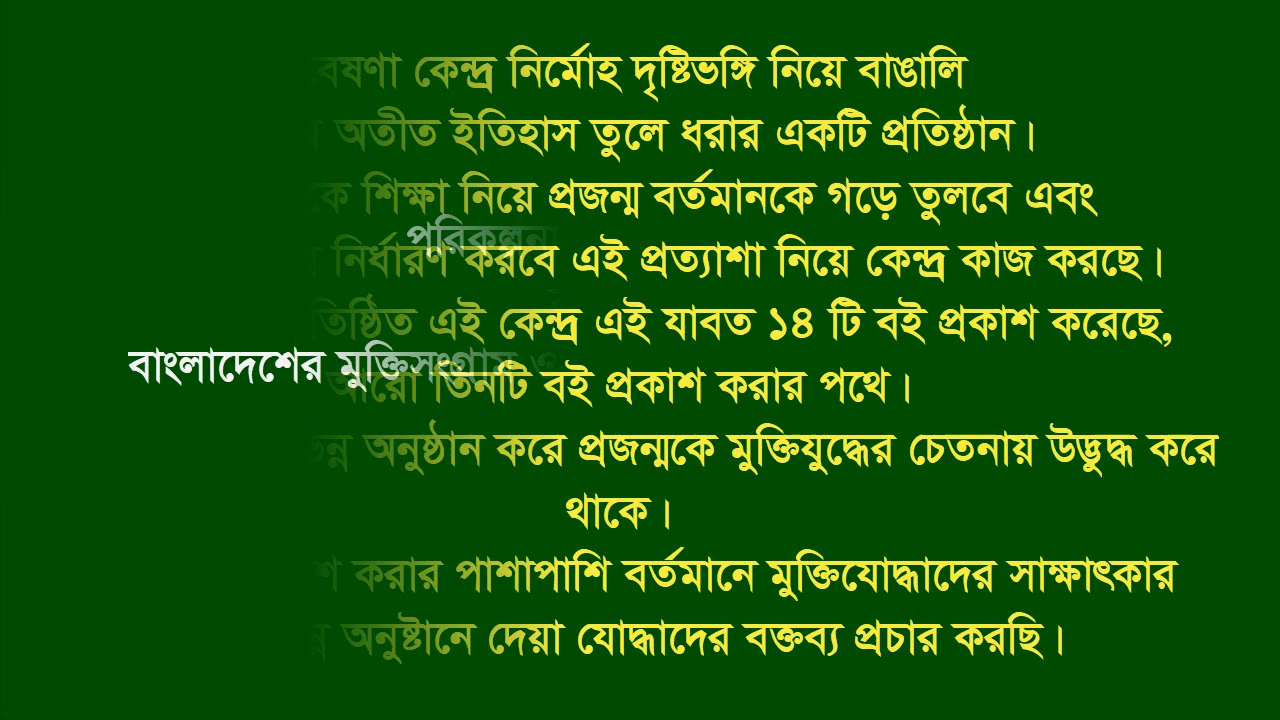 কেন্দ্র নির্মোহ দৃষ্টিভঙ্গি নিয়ে বাঙালি
অতীত ইতিহাস তুলে ধরার একটি প্রতিষ্ঠান।
শিক্ষা নিয়ে প্রজন্ম বর্তমানকে গড়ে তুলবে এবং
নির্ধারণ করবে এই প্রত্যাশা নিয়ে কেন্দ্র কাজ করছে।
এই কেন্দ্র এই যাবত ১৪ টি বই প্রকাশ করেছে,
বাংলাদেশের মুক্তিসংগ্রাম
আরো তিনটি বই প্রকাশ করার পথে।
অনুষ্ঠান করে প্রজন্মকে মুক্তিযুদ্ধের চেতনায় উদ্ভুদ্ধ করে
থাকে।
করার পাশাপাশি বর্তমানে মুক্তিযোদ্ধাদের সাক্ষাৎকার
অনুষ্টানে দেয়া যোদ্ধাদের বক্তব্য প্রচার করছি।